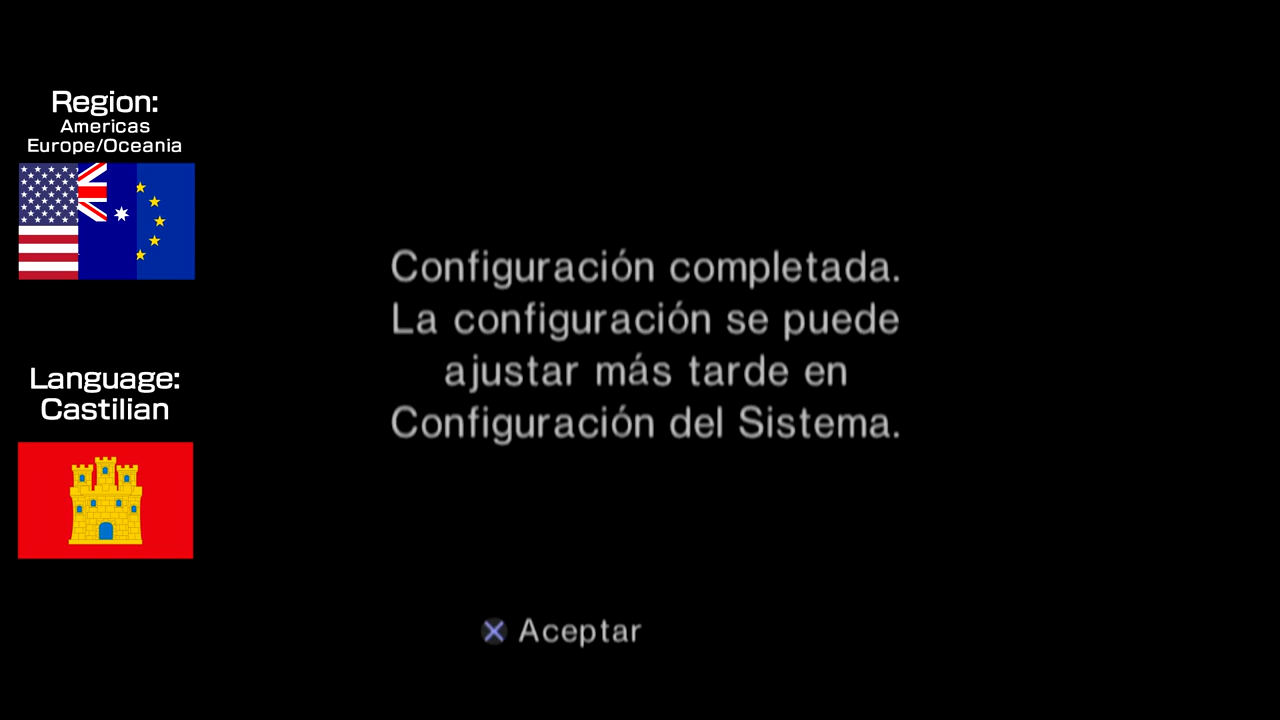 Region:
Americas
Europe/Oceania
Language:
Castilian
Configuración completada.
La configuración se puede
ajustar más tarde en
Configuración del Sistema.
Aceptar